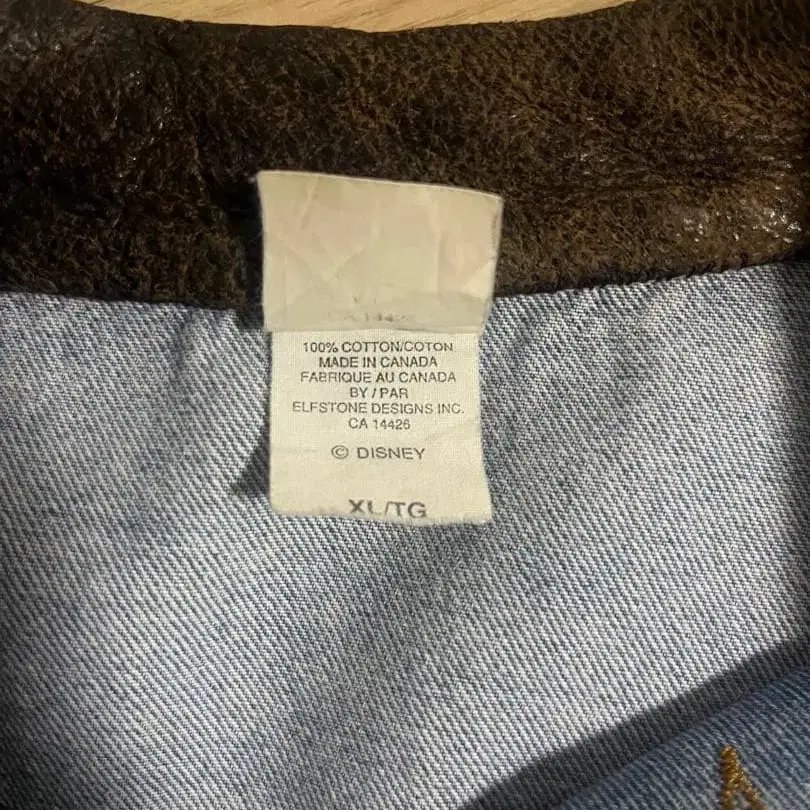 100% COTTON/COTON
MADE IN CANADA
FABRIQUE AU CANADA
BY / PAR
ELFSTONE DESIGNS INC.
CA 14426
© DISNEY
XL/TG